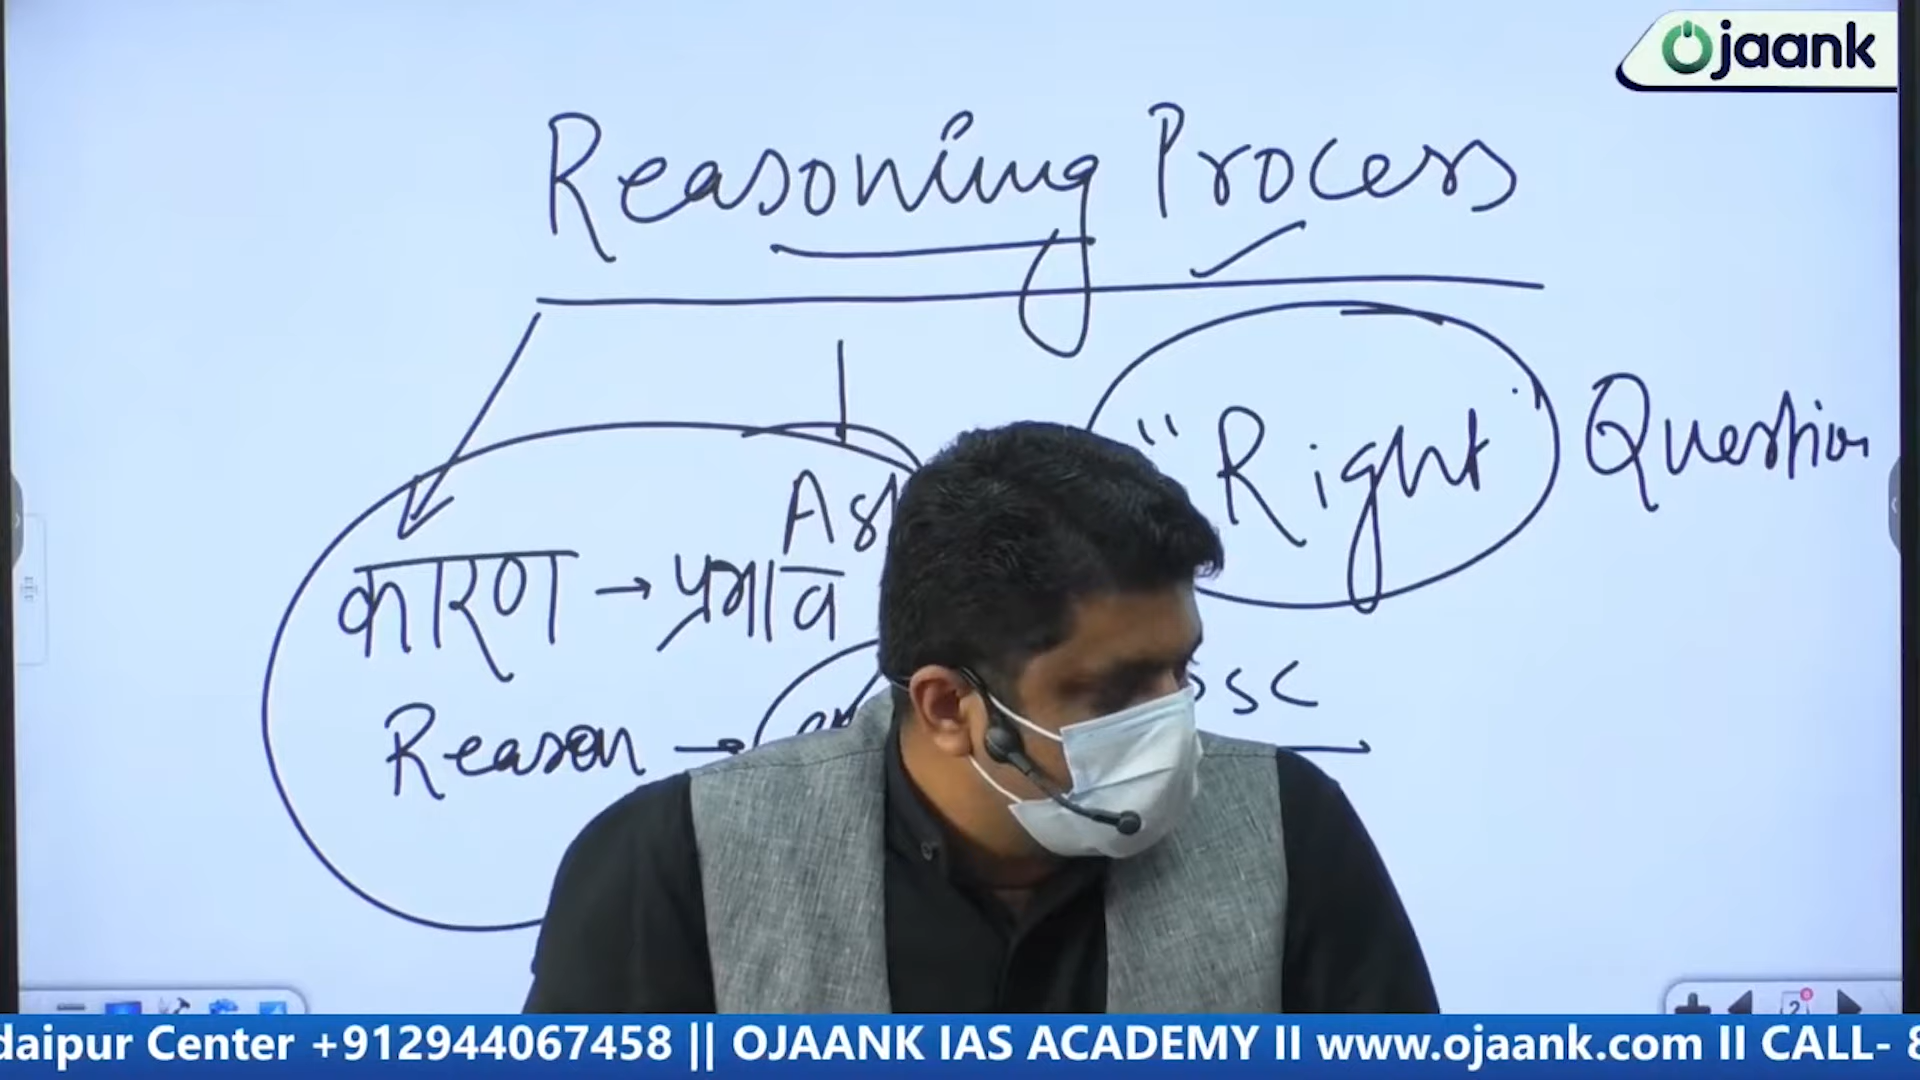 Ojaank
Reasoning Process
"Right" Question
कारण → प्रभाव
Reason →
daipur Center +912944067458 || OJAANK IAS ACADEMY II www.ojaank.com II CALL- 8